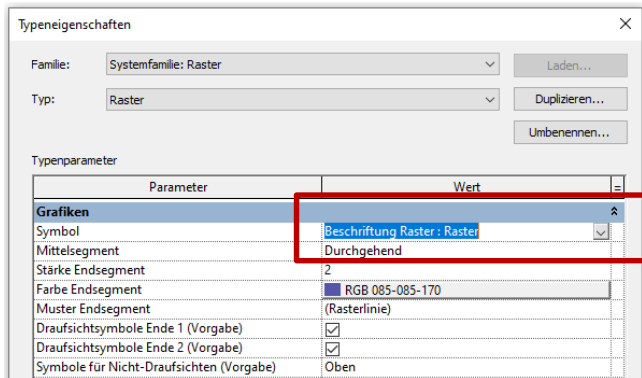 Typeneigenschaften
Familie: Systemfamilie: Raster Laden...
Typ: Raster Duplizieren...
Umbenennen...
Typenparameter
Parameter Wert =
Grafiken
Symbol Beschriftung Raster : Raster
Mittelsegment Durchgehend
Stärke Endsegment 2
Farbe Endsegment RGB 085-085-170
Muster Endsegment (Rasterlinie)
Draufsichtsymbole Ende 1 (Vorgabe)
Draufsichtsymbole Ende 2 (Vorgabe)
Symbole für Nicht-Draufsichten (Vorgabe) Oben